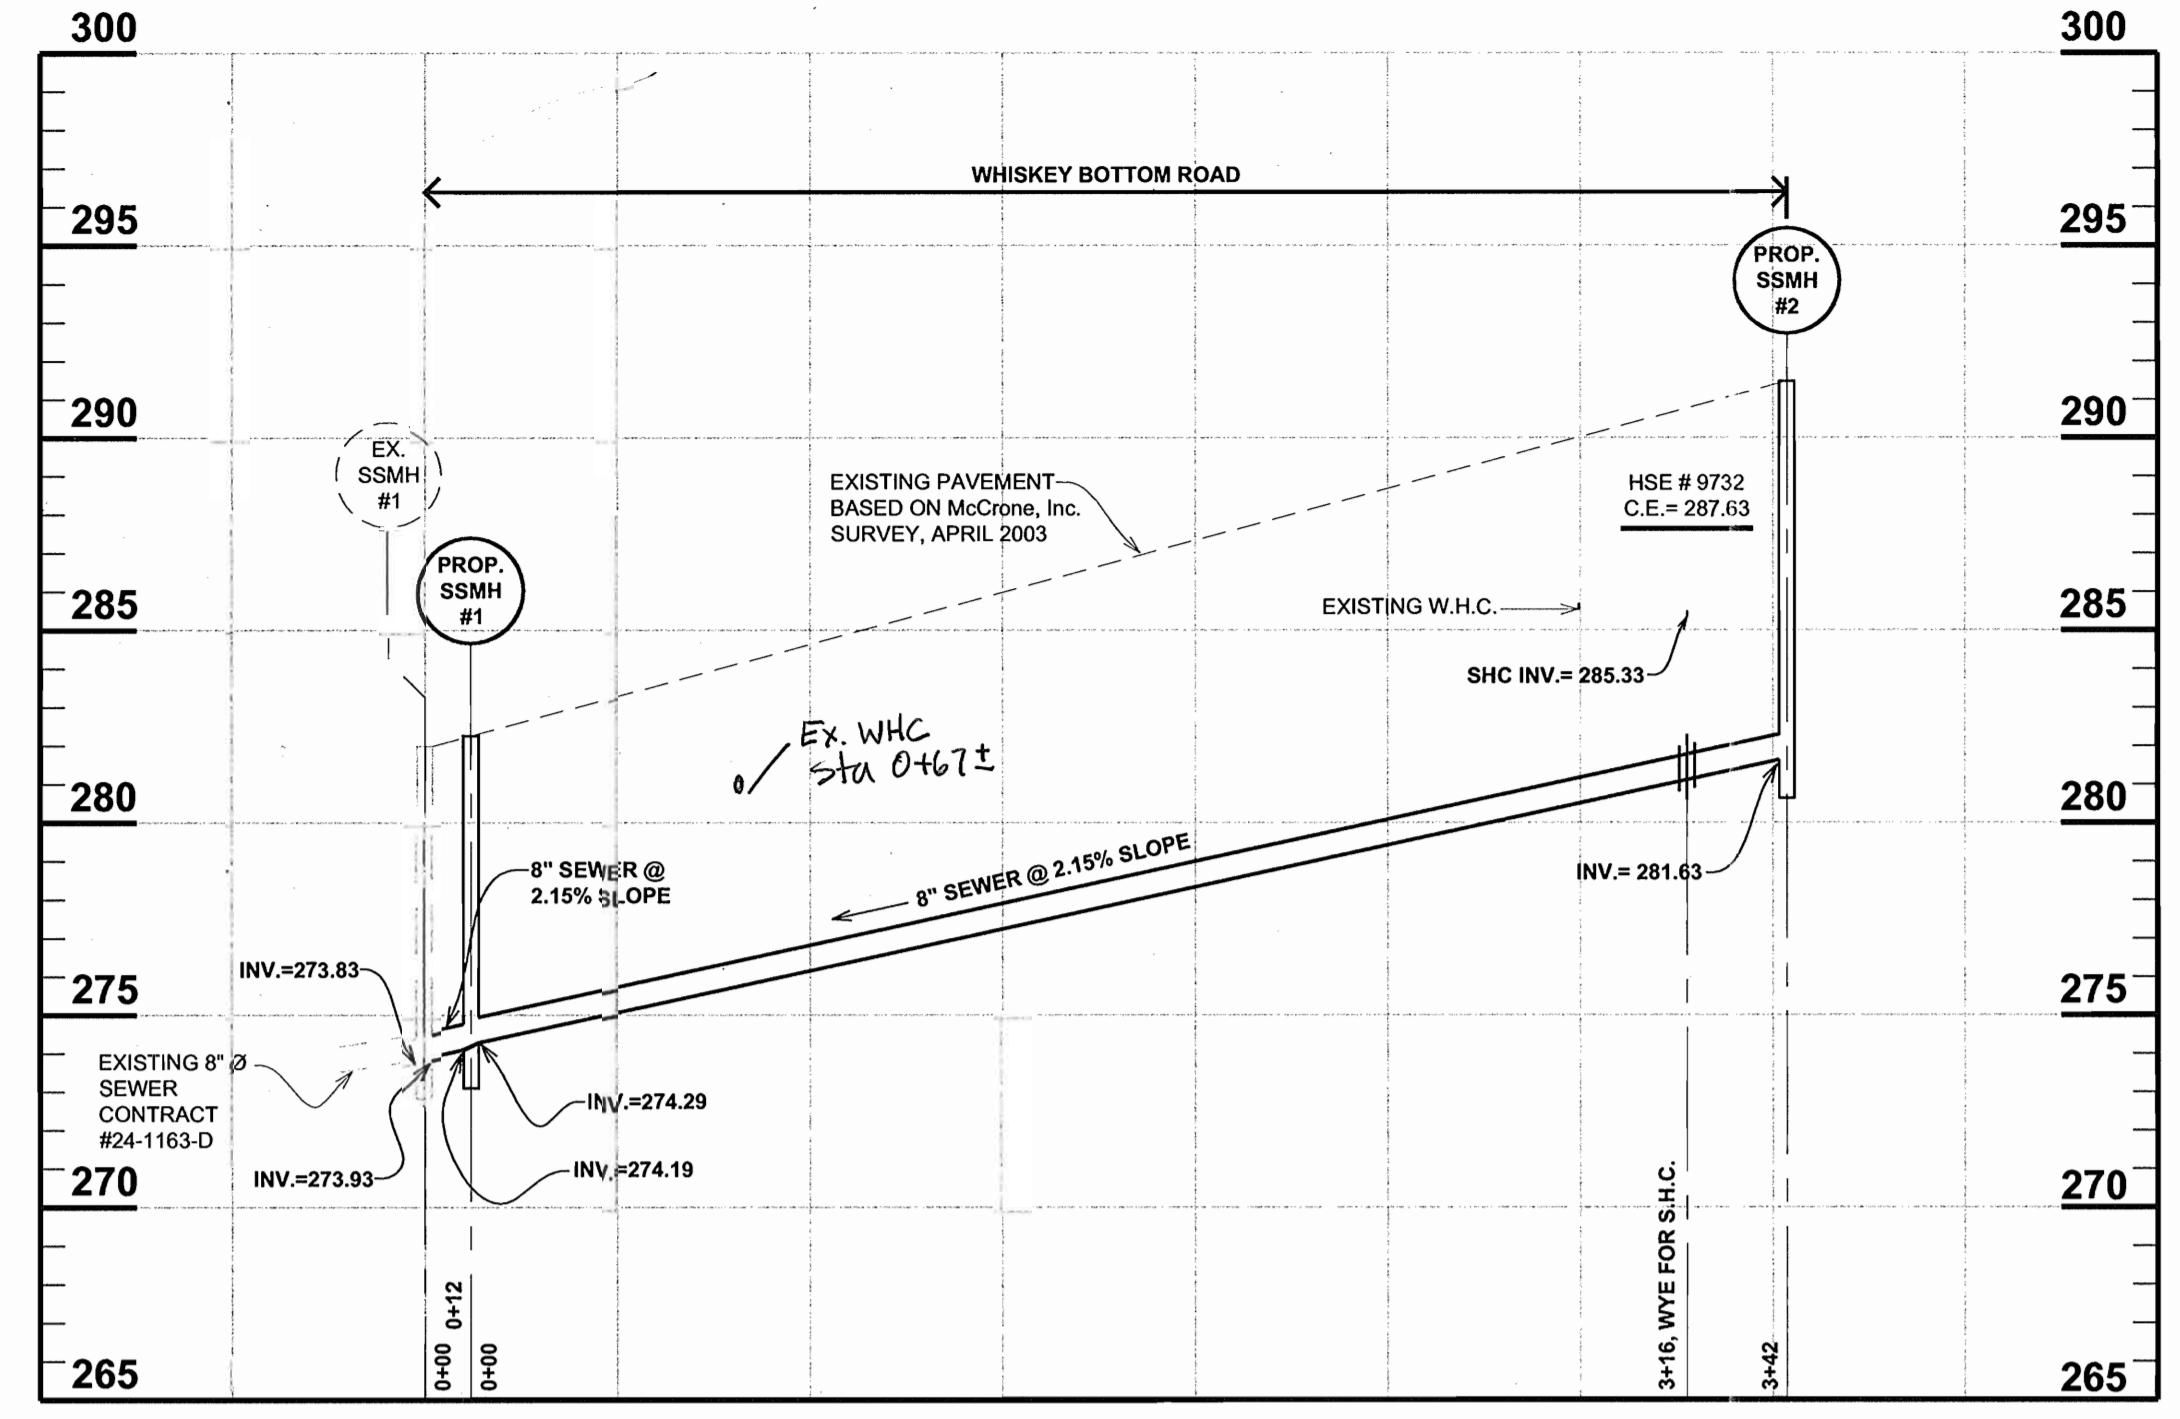 300
300
WHISKEY BOTTOM ROAD
295
295
PROP.
SSMH
#2
290
290
EX.
SSMH
#1
EXISTING PAVEMENT
BASED ON McCrone, Inc.
SURVEY, APRIL 2003
HSE # 9732
C.E.= 287.63
PROP.
SSMH
#1
285
285
EXISTING W.H.C.
SHC INV.= 285.33
Ex. WHC
Sta 0+67±
280
280
8" SEWER @
2.15% SLOPE
8" SEWER @ 2.15% SLOPE
INV.= 281.63
INV.=273.83
275
275
EXISTING 8" Ø
SEWER
CONTRACT
#24-1163-D
INV.=274.29
INV.=273.93
INV.=274.19
270
270
0+00
0+12
0+00
3+16, WYE FOR S.H.C.
3+42
265
265